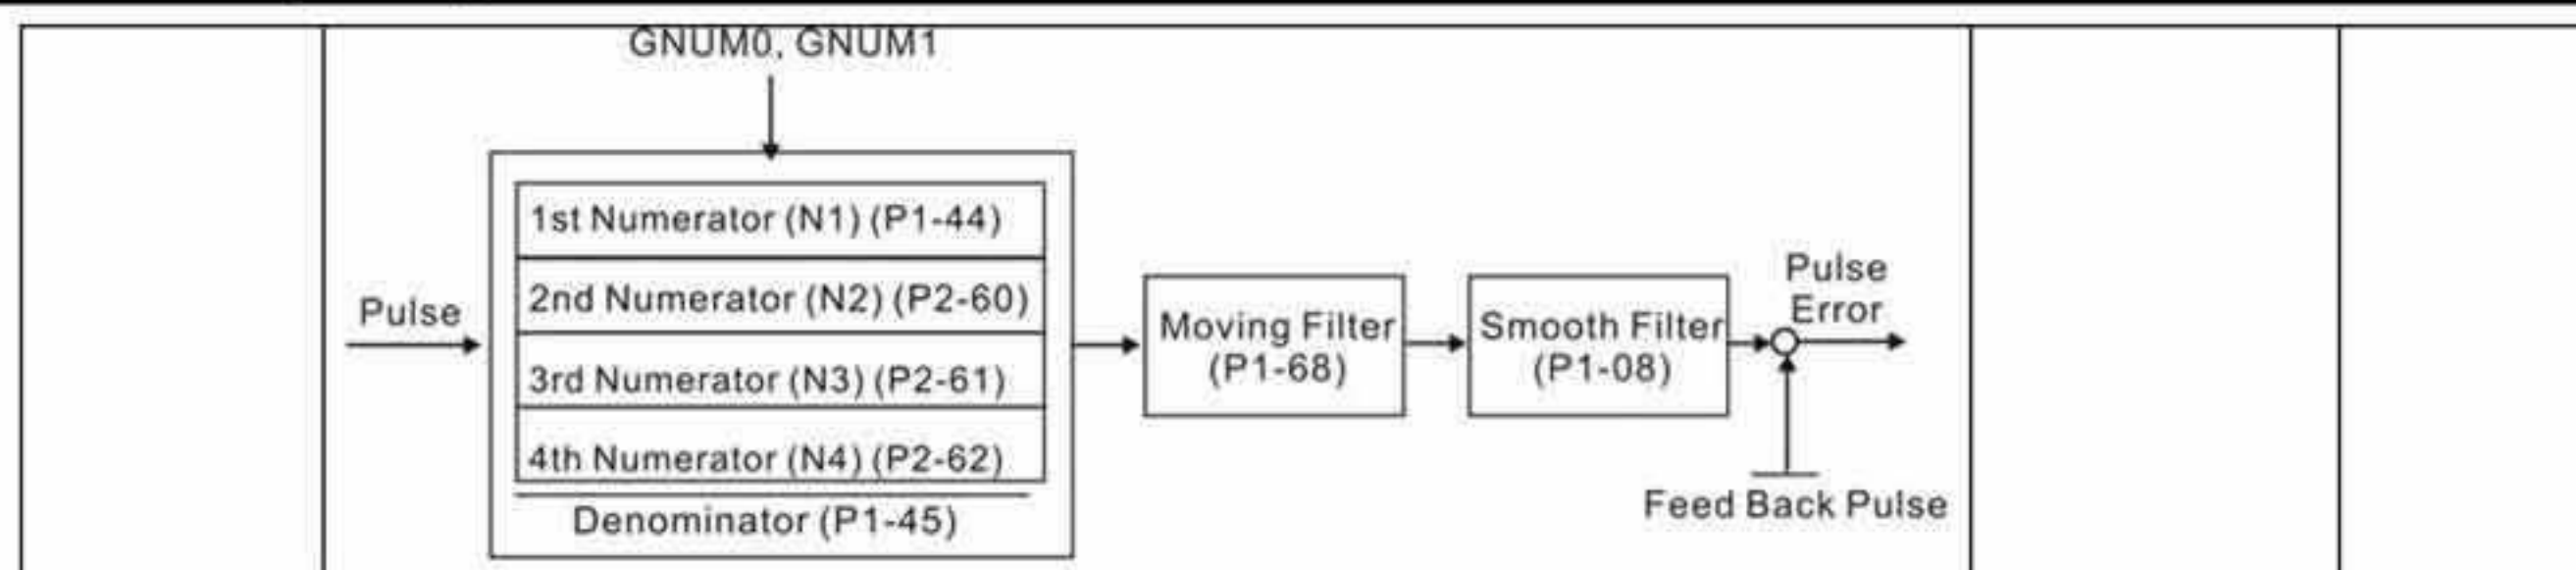 GNUM0, GNUM1
1st Numerator (N1) (P1-44)
2nd Numerator (N2) (P2-60)
3rd Numerator (N3) (P2-61)
4th Numerator (N4) (P2-62)
Denominator (P1-45)
Pulse
Moving Filter
(P1-68)
Smooth Filter
(P1-08)
Pulse
Error
Feed Back Pulse